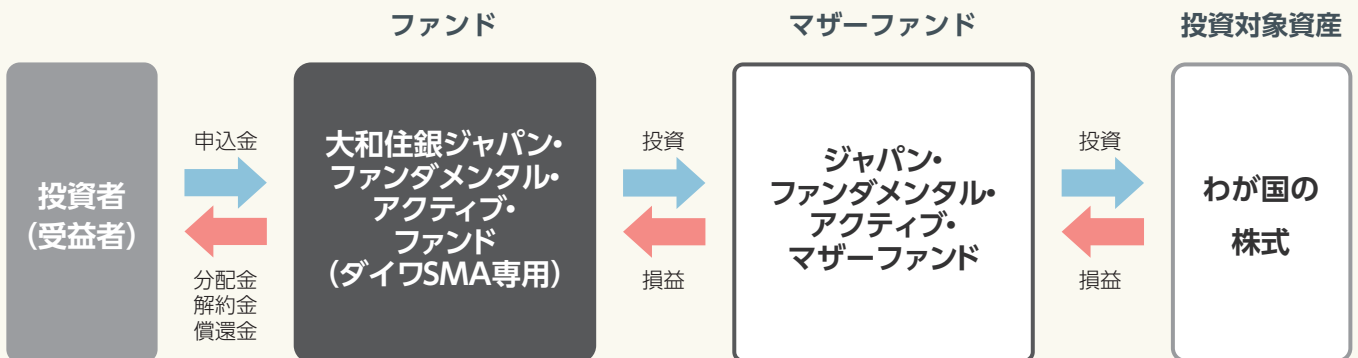 ファンド
マザーファンド
投資対象資産
投資者
（受益者）
申込金
分配金
解約金
償還金
大和住銀ジャパン・
ファンダメンタル・
アクティブ・
ファンド
（ダイワSMA専用）
投資
損益
ジャパン・
ファンダメンタル・
アクティブ・
マザーファンド
投資
損益
わが国の
株式